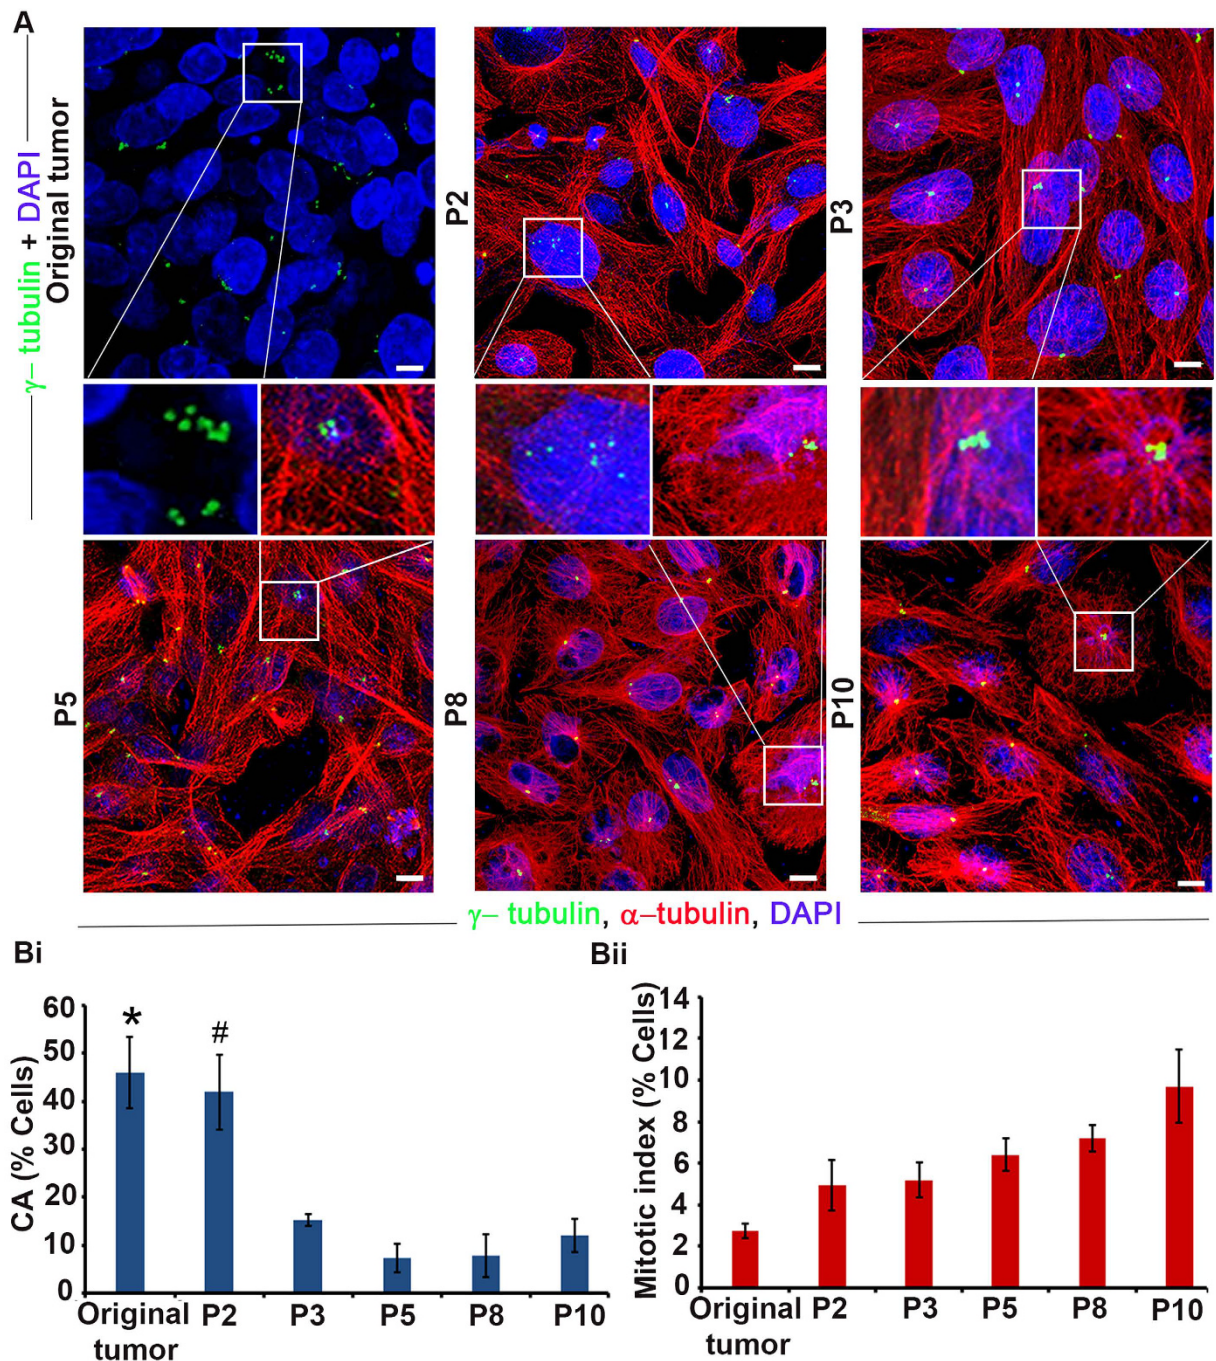 A
γ– tubulin + DAPI
Original tumor
P2
P3
P5
P8
P10
γ– tubulin, α–tubulin, DAPI
Bi
CA (% Cells)
60
50
40
30
20
10
0
*
#
Original tumor
P2
P3
P5
P8
P10
Bii
Mitotic index (% Cells)
14
12
10
8
6
4
2
0
Original tumor
P2
P3
P5
P8
P10